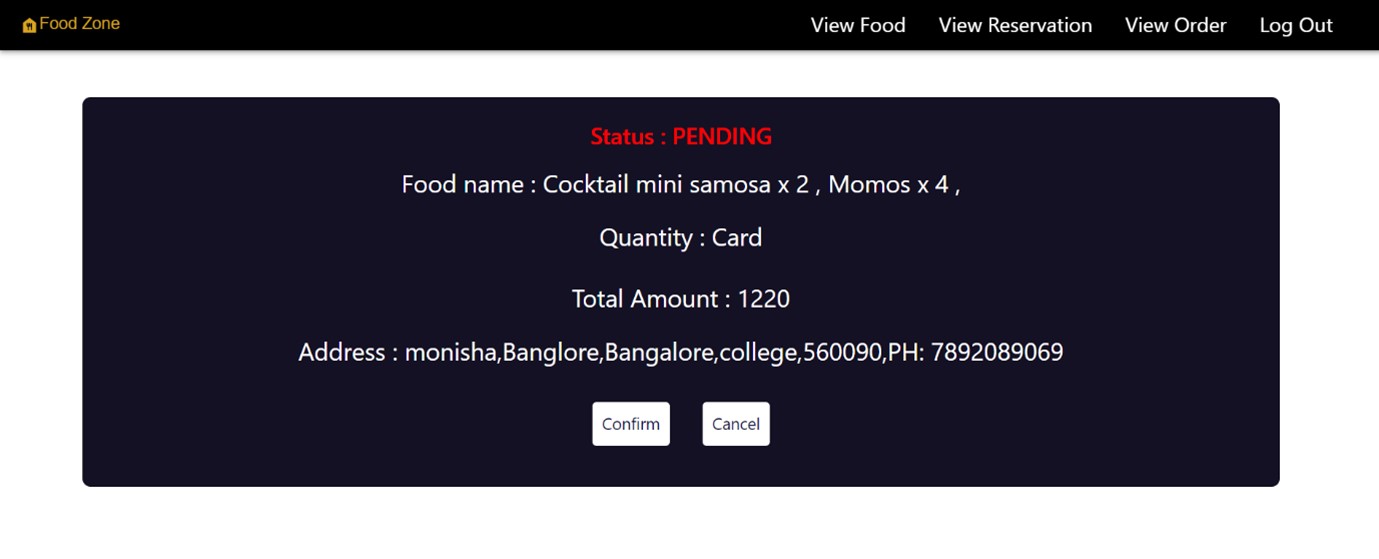 Food Zone
View Food
View Reservation
View Order
Log Out
Status : PENDING
Food name : Cocktail mini samosa x 2 , Momos x 4 ,
Quantity : Card
Total Amount : 1220
Address : monisha,Banglore,Bangalore,college,560090,PH: 7892089069
Confirm
Cancel